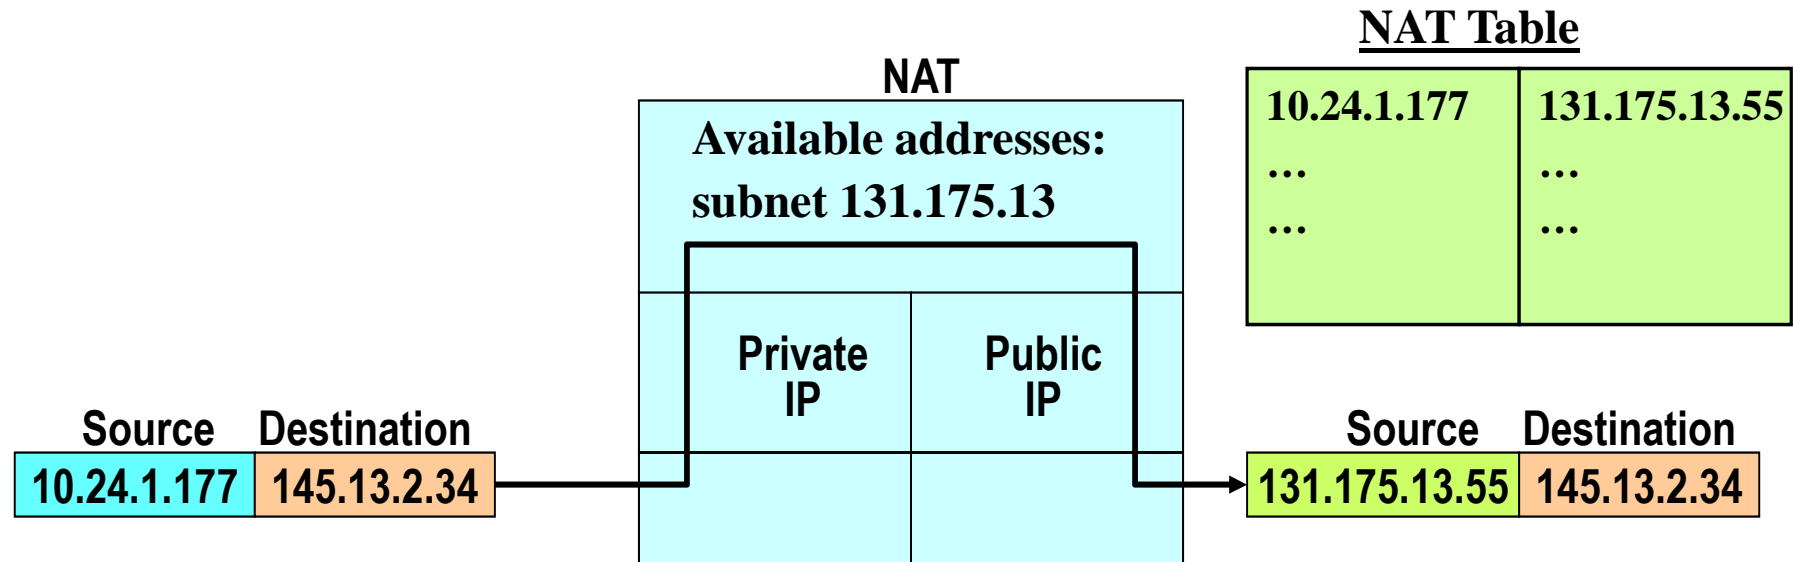 NAT Table
10.24.1.177 131.175.13.55
... ...
... ...
NAT
Available addresses:
subnet 131.175.13
Private
IP
Public
IP
Source Destination
10.24.1.177 145.13.2.34
Source Destination
131.175.13.55 145.13.2.34